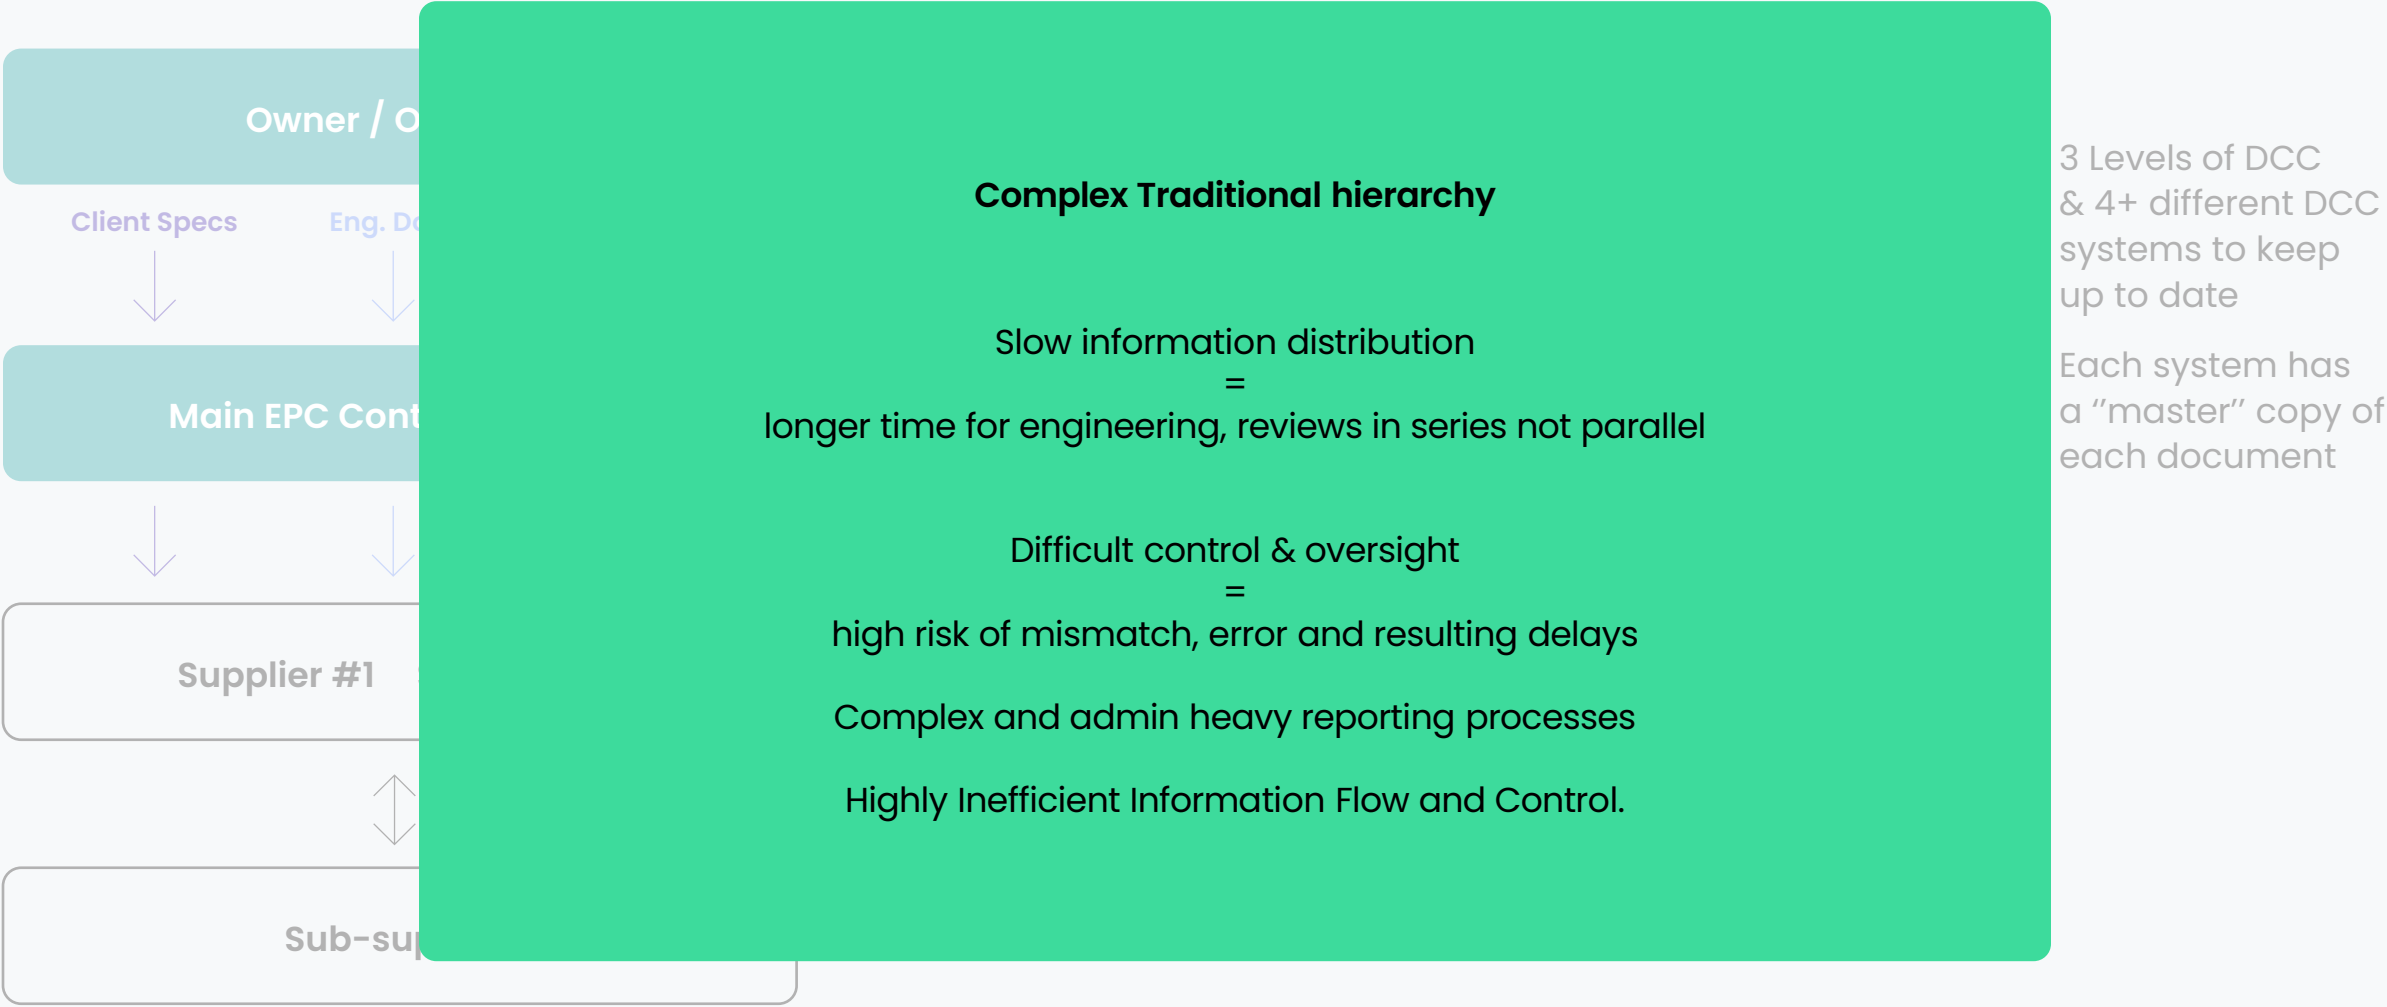 Owner / O
Client Specs
Eng. Do
Main EPC Cont
Supplier #1
Sub-sup
Complex Traditional hierarchy
Slow information distribution
=
longer time for engineering, reviews in series not parallel
Difficult control & oversight
=
high risk of mismatch, error and resulting delays
Complex and admin heavy reporting processes
Highly Inefficient Information Flow and Control.
3 Levels of DCC
& 4+ different DCC
systems to keep
up to date
Each system has
a ‘’master’’ copy of
each document